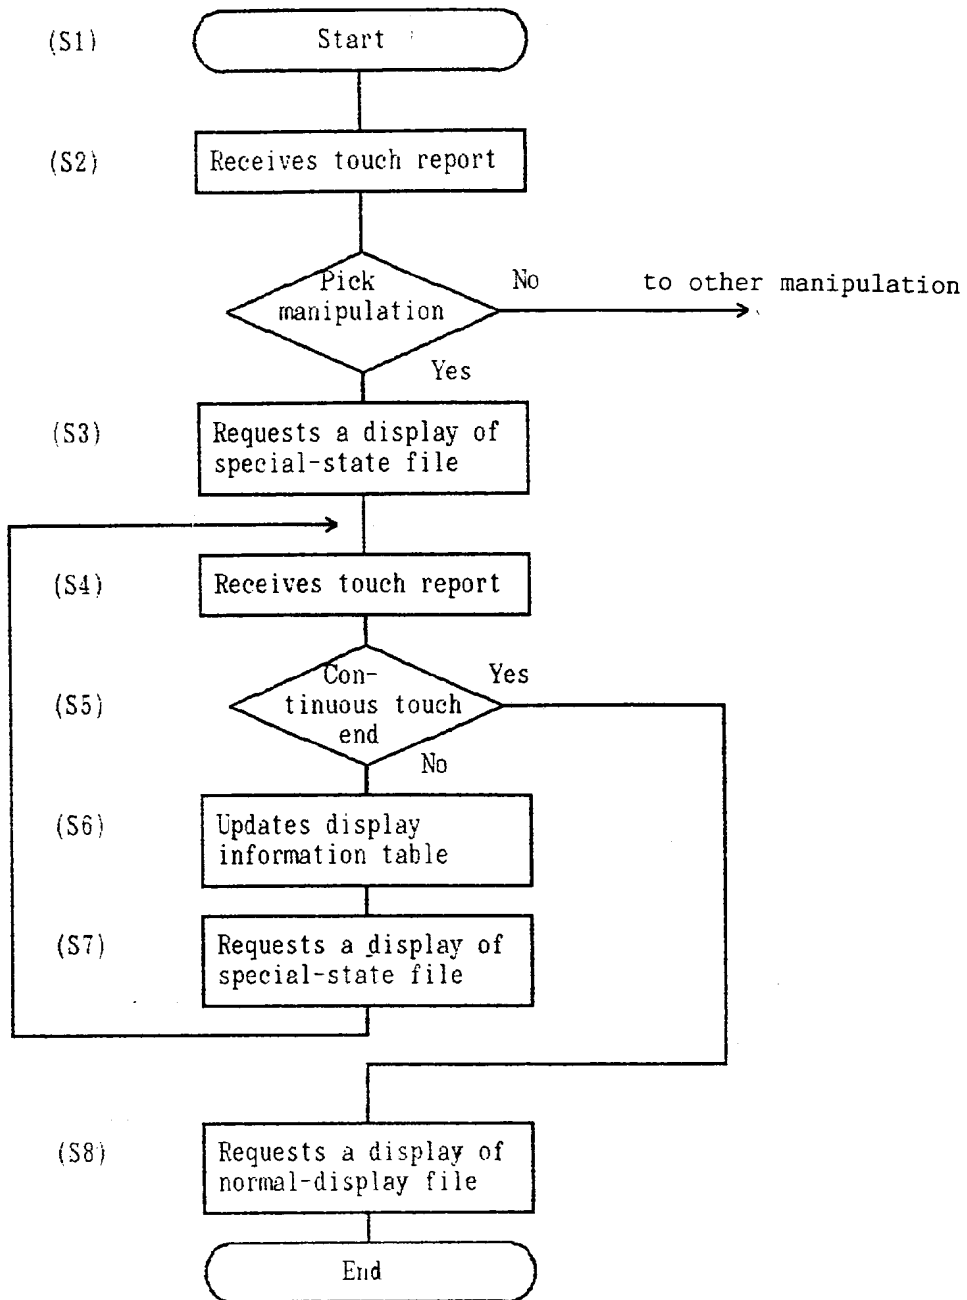 (S1)
Start
(S2)
Receives touch report
Pick
manipulation
No
to other manipulation
Yes
(S3)
Requests a display of
special-state file
(S4)
Receives touch report
(S5)
Con-
tinuous touch
end
Yes
No
(S6)
Updates display
information table
(S7)
Requests a display of
special-state file
(S8)
Requests a display of
normal-display file
End